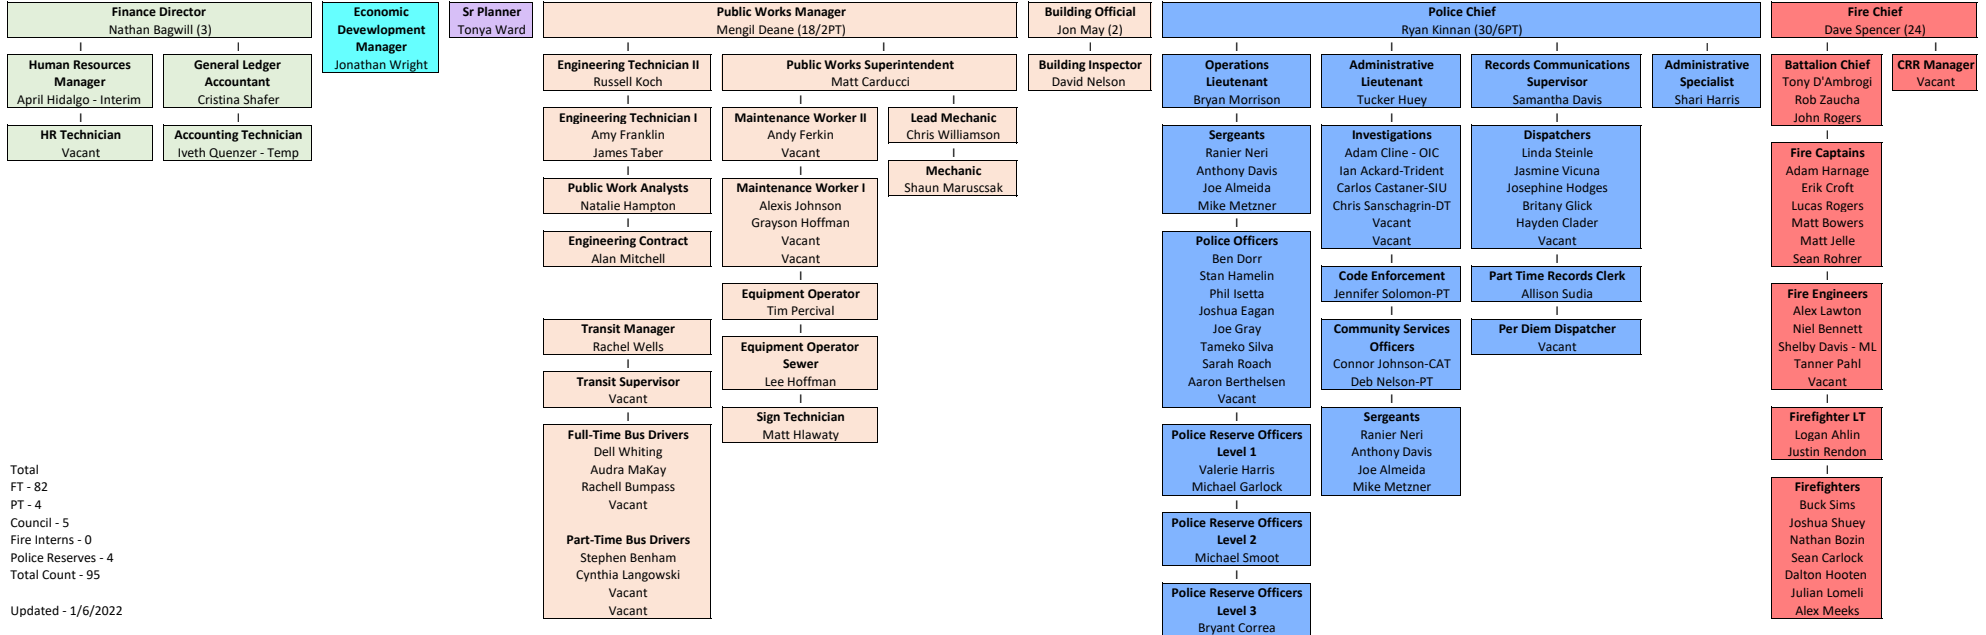 Finance Director
Nathan Bagwill (3)
Human Resources
Manager
April Hidalgo - Interim
HR Technician
Vacant
General Ledger
Accountant
Cristina Shafer
Accounting Technician
Iveth Quenzer - Temp
Economic
Devewlopment
Manager
Jonathan Wright
Sr Planner
Tonya Ward
Public Works Manager
Mengil Deane (18/2PT)
Engineering Technician II
Russell Koch
Engineering Technician I
Amy Franklin
James Taber
Public Work Analysts
Natalie Hampton
Engineering Contract
Alan Mitchell
Transit Manager
Rachel Wells
Transit Supervisor
Vacant
Full-Time Bus Drivers
Dell Whiting
Audra MaKay
Rachell Bumpass
Vacant
Part-Time Bus Drivers
Stephen Benham
Cynthia Langowski
Vacant
Vacant
Public Works Superintendent
Matt Carducci
Maintenance Worker II
Andy Ferkin
Vacant
Maintenance Worker I
Alexis Johnson
Grayson Hoffman
Vacant
Vacant
Equipment Operator
Tim Percival
Equipment Operator
Sewer
Lee Hoffman
Sign Technician
Matt Hlawaty
Lead Mechanic
Chris Williamson
Mechanic
Shaun Maruscsak
Building Official
Jon May (2)
Building Inspector
David Nelson
Police Chief
Ryan Kinnan (30/6PT)
Operations
Lieutenant
Bryan Morrison
Sergeants
Ranier Neri
Anthony Davis
Joe Almeida
Mike Metzner
Police Officers
Ben Dorr
Stan Hamelin
Phil Isetta
Joshua Eagan
Joe Gray
Tameko Silva
Sarah Roach
Aaron Berthelsen
Vacant
Police Reserve Officers
Level 1
Valerie Harris
Michael Garlock
Police Reserve Officers
Level 2
Michael Smoot
Police Reserve Officers
Level 3
Bryant Correa
Administrative
Lieutenant
Tucker Huey
Investigations
Adam Cline - OIC
Ian Ackard-Trident
Carlos Castaner-SIU
Chris Sanschagrin-DT
Vacant
Vacant
Code Enforcement
Jennifer Solomon-PT
Community Services
Officers
Connor Johnson-CAT
Deb Nelson-PT
Sergeants
Ranier Neri
Anthony Davis
Joe Almeida
Mike Metzner
Records Communications
Supervisor
Samantha Davis
Dispatchers
Linda Steinle
Jasmine Vicuna
Josephine Hodges
Britany Glick
Hayden Clader
Vacant
Part Time Records Clerk
Allison Sudia
Per Diem Dispatcher
Vacant
Administrative
Specialist
Shari Harris
Fire Chief
Dave Spencer (24)
Battalion Chief
Tony D'Ambrogi
Rob Zaucha
John Rogers
Fire Captains
Adam Harnage
Erik Croft
Lucas Rogers
Matt Bowers
Matt Jelle
Sean Rohrer
Fire Engineers
Alex Lawton
Niel Bennett
Shelby Davis - ML
Tanner Pahl
Vacant
Firefighter LT
Logan Ahlin
Justin Rendon
Firefighters
Buck Sims
Joshua Shuey
Nathan Bozin
Sean Carlock
Dalton Hooten
Julian Lomeli
Alex Meeks
CRR Manager
Vacant
Total
FT - 82
PT - 4
Council - 5
Fire Interns - 0
Police Reserves - 4
Total Count - 95
Updated - 1/6/2022